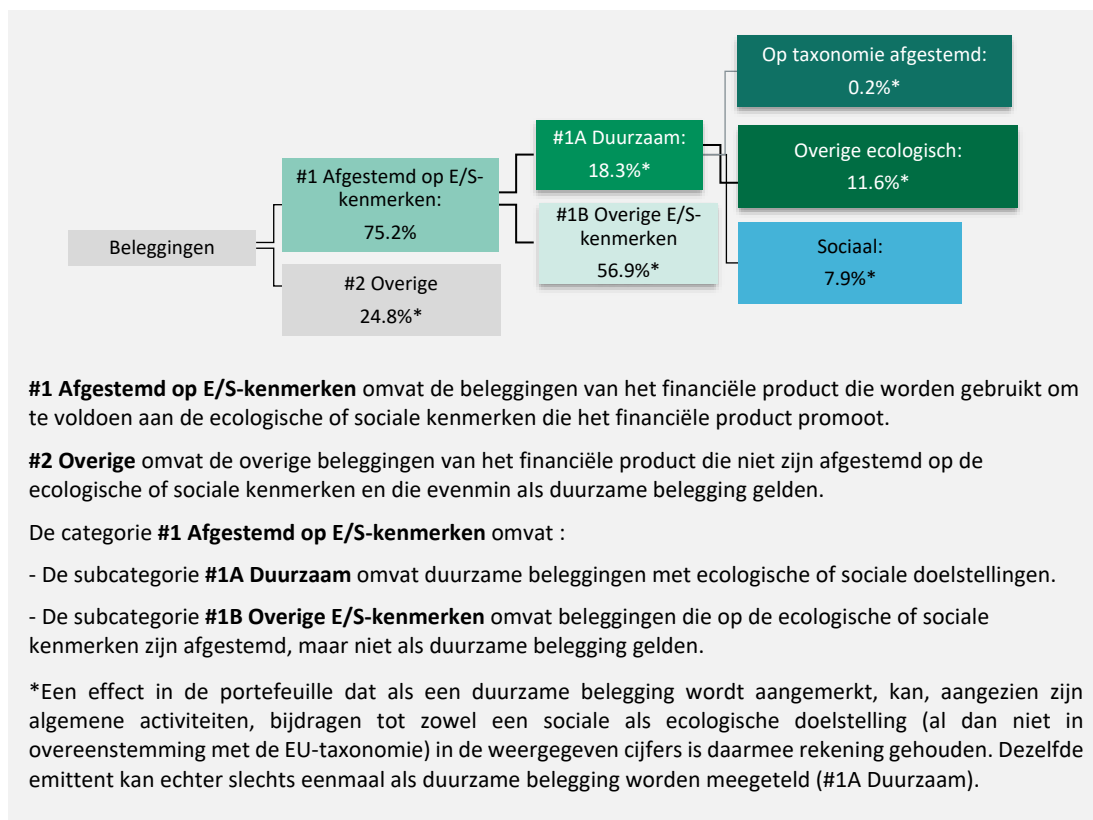 Op taxonomie afgestemd:
0.2%*
#1A Duurzaam:
18.3%*
Overige ecologisch:
11.6%*
#1 Afgestemd op E/S-
kenmerken:
75.2%
#1B Overige E/S-
kenmerken
56.9%*
Beleggingen
Sociaal:
7.9%*
#2 Overige
24.8%*
#1 Afgestemd op E/S-kenmerken omvat de beleggingen van het financiële product die worden gebruikt om
te voldoen aan de ecologische of sociale kenmerken die het financiële product promoot.
#2 Overige omvat de overige beleggingen van het financiële product die niet zijn afgestemd op de
ecologische of sociale kenmerken en die evenmin als duurzame belegging gelden.
De categorie #1 Afgestemd op E/S-kenmerken omvat :
- De subcategorie #1A Duurzaam omvat duurzame beleggingen met ecologische of sociale doelstellingen.
- De subcategorie #1B Overige E/S-kenmerken omvat beleggingen die op de ecologische of sociale
kenmerken zijn afgestemd, maar niet als duurzame belegging gelden.
*Een effect in de portefeuille dat als een duurzame belegging wordt aangemerkt, kan, aangezien zijn
algemene activiteiten, bijdragen tot zowel een sociale als ecologische doelstelling (al dan niet in
overeenstemming met de EU-taxonomie) in de weergegeven cijfers is daarmee rekening gehouden. Dezelfde
emittent kan echter slechts eenmaal als duurzame belegging worden meegeteld (#1A Duurzaam).